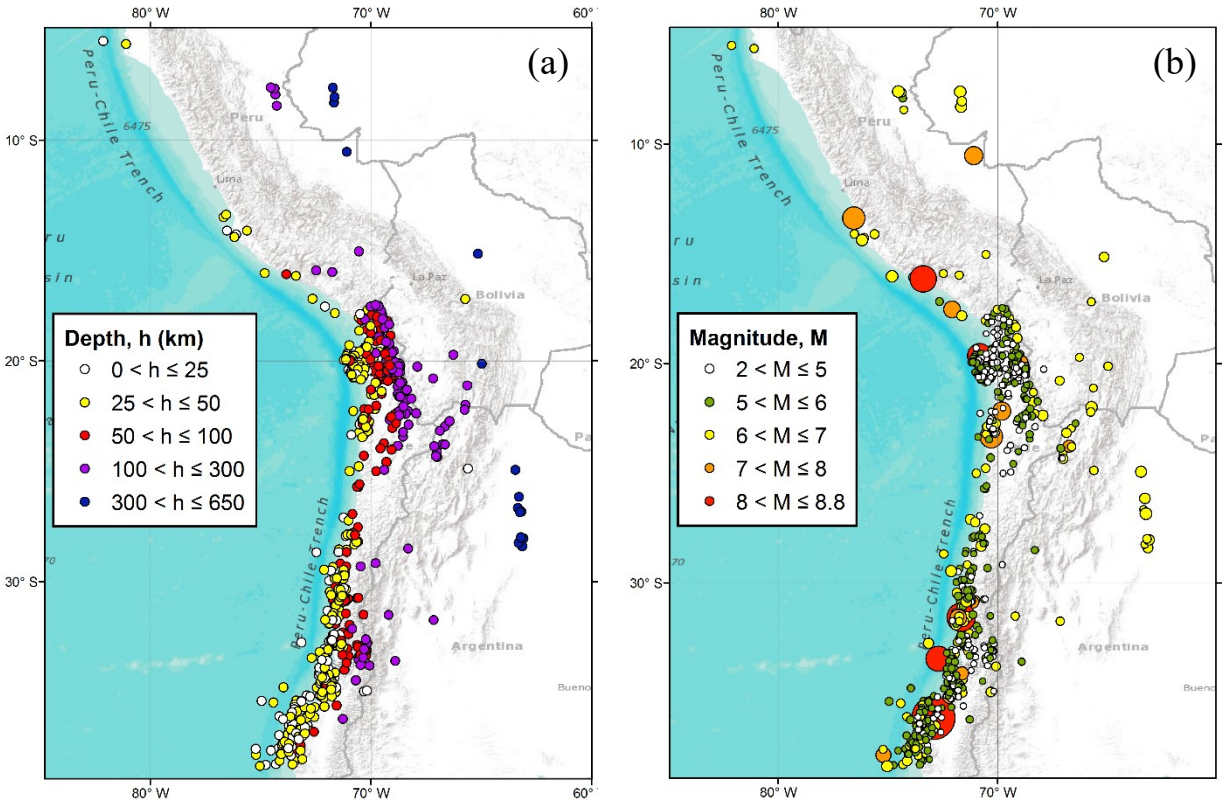 80° W
70° W
60° W
(a)
Peru-Chile Trench
6475
Peru
10° S
Lima
ru
sin
La Paz
Bolivia
Depth, h (km)
0 < h ≤ 25
25 < h ≤ 50
50 < h ≤ 100
100 < h ≤ 300
300 < h ≤ 650
20° S
Pa
70
Peru-Chile Trench
30° S
Argentina
Bueno
80° W
70° W
60° W
80° W
70° W
(b)
Peru-Chile Trench
6475
Peru
10° S
Lima
ru
sin
La Paz
Bolivia
Magnitude, M
2 < M ≤ 5
5 < M ≤ 6
6 < M ≤ 7
7 < M ≤ 8
8 < M ≤ 8.8
20° S
Pa
70
Peru-Chile Trench
30° S
Argentina
Bueno
80° W
70° W